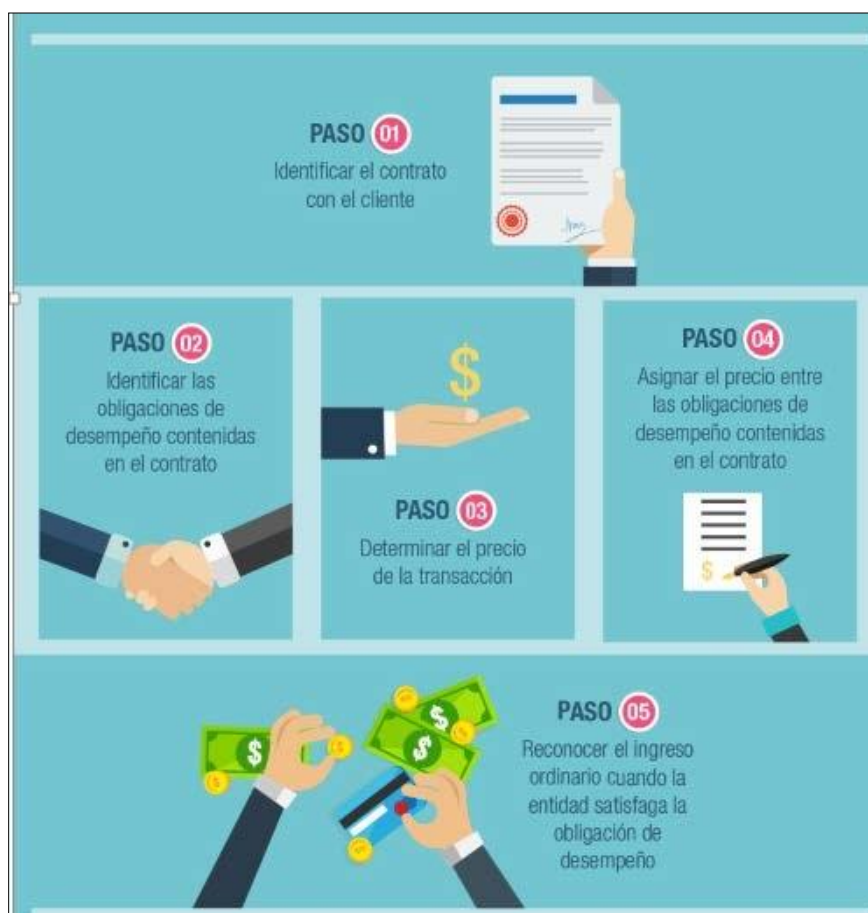 PASO 01
Identificar el contrato
con el cliente
PASO 02
Identificar las
obligaciones de
desempeño contenidas
en el contrato
$
PASO 03
Determinar el precio
de la transacción
PASO 04
Asignar el precio entre
las obligaciones de
desempeño contenidas
en el contrato
$
$
$
$
PASO 05
Reconocer el ingreso
ordinario cuando la
entidad satisfaga la
obligación de
desempeño